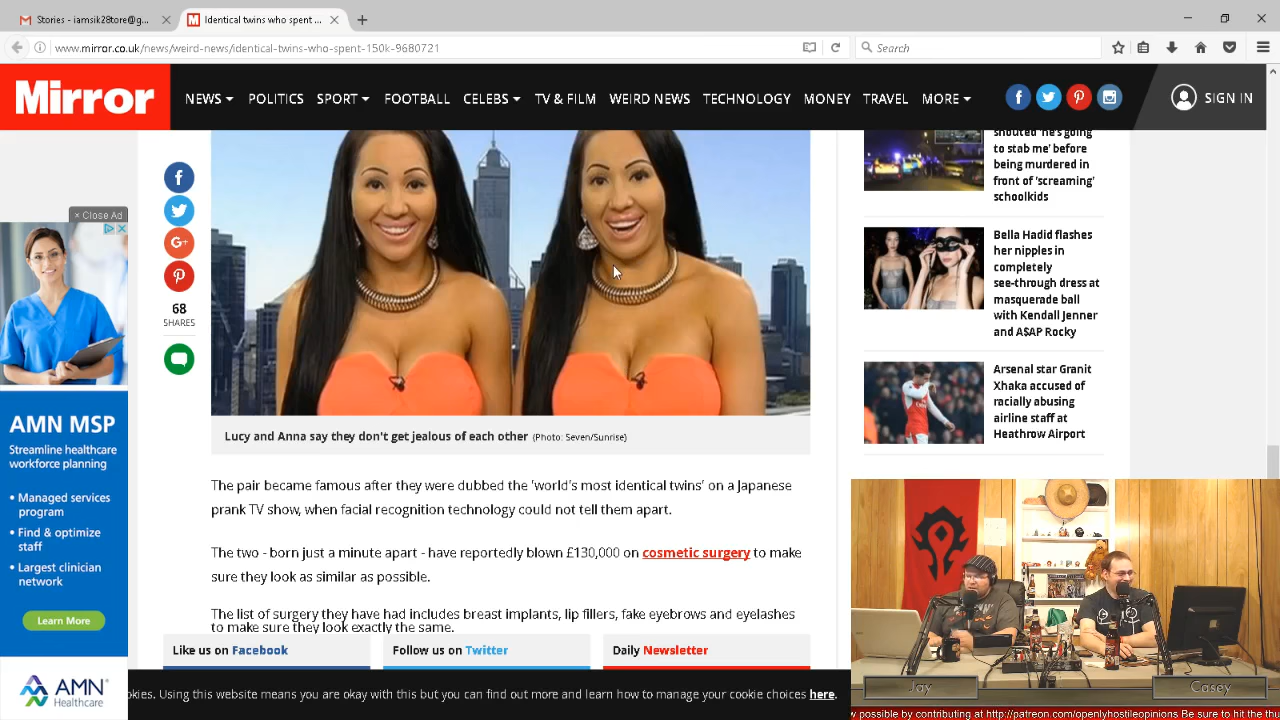 Stories - iamsik28tore@g...
Identical twins who spent ...
www.mirror.co.uk/news/weird-news/identical-twins-who-spent-150k-9680721
Search
Mirror
NEWS
POLITICS
SPORT
FOOTBALL
CELEBS
TV & FILM
WEIRD NEWS
TECHNOLOGY
MONEY
TRAVEL
MORE
SIGN IN
68
SHARES
× Close Ad
AMN MSP
Streamline healthcare
workforce planning
• Managed services
program
• Find & optimize
staff
• Largest clinician
network
Learn More
AMN
Healthcare
Lucy and Anna say they don't get jealous of each other (Photo: Seven/Sunrise)
The pair became famous after they were dubbed the 'world's most identical twins' on a Japanese
prank TV show, when facial recognition technology could not tell them apart.
The two - born just a minute apart - have reportedly blown £130,000 on cosmetic surgery to make
sure they look as similar as possible.
The list of surgery they have had includes breast implants, lip fillers, fake eyebrows and eyelashes
to make sure they look exactly the same.
Like us on Facebook
Follow us on Twitter
Daily Newsletter
okies. Using this website means you are okay with this but you can find out more and learn how to manage your cookie choices here.
shouted 'he's going
to stab me' before
being murdered in
front of 'screaming'
schoolkids
Bella Hadid flashes
her nipples in
completely
see-through dress at
masquerade ball
with Kendall Jenner
and A$AP Rocky
Arsenal star Granit
Xhaka accused of
racially abusing
airline staff at
Heathrow Airport
Jay
Casey
w possible by contributing at http://patreon.com/openlyhostileopinions Be sure to hit the thu